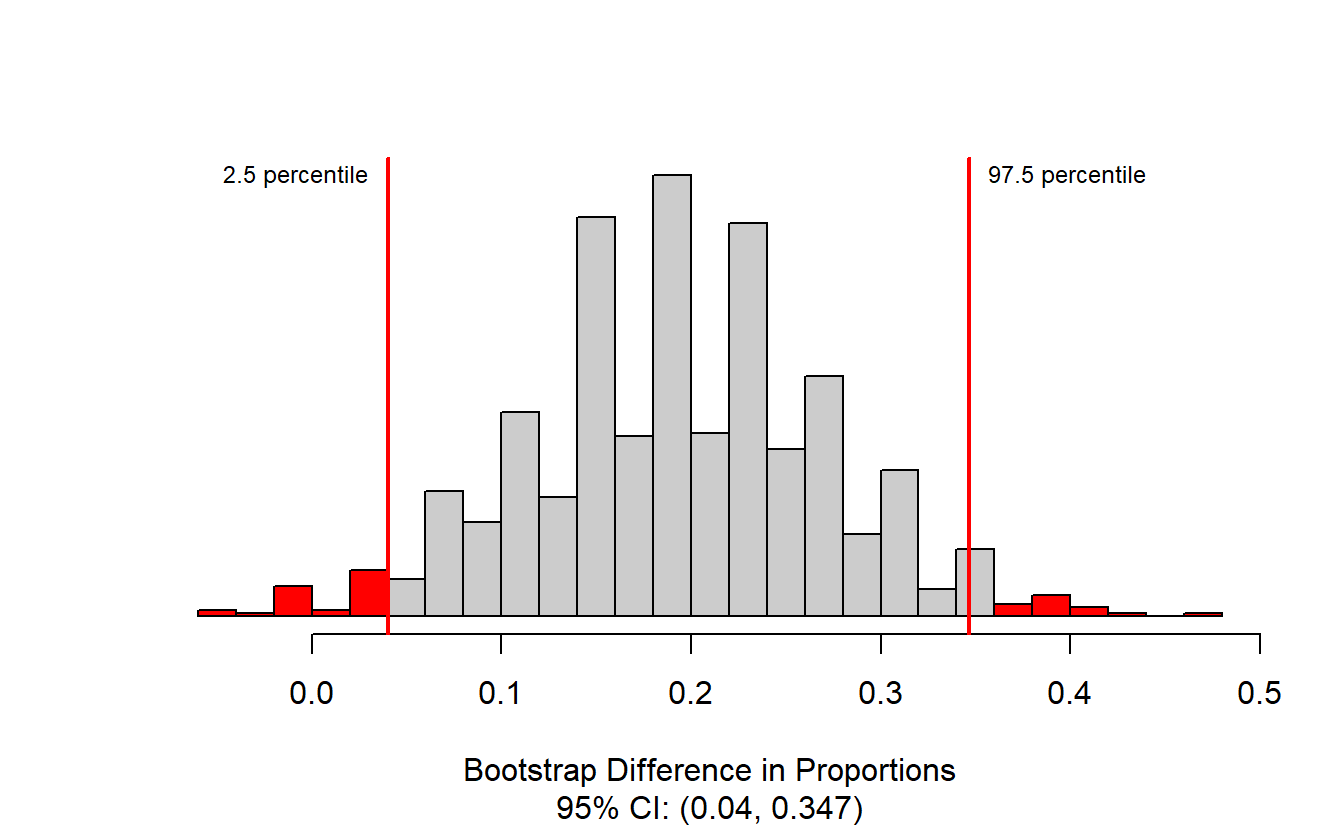 2.5 percentile
97.5 percentile
0.0 0.1 0.2 0.3 0.4 0.5
Bootstrap Difference in Proportions
95% CI: (0.04, 0.347)